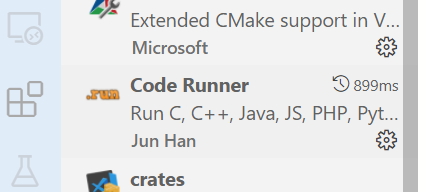 Extended CMake support in V...
Microsoft
.run
Code Runner 899ms
Run C, C++, Java, JS, PHP, Pyt...
Jun Han
crates